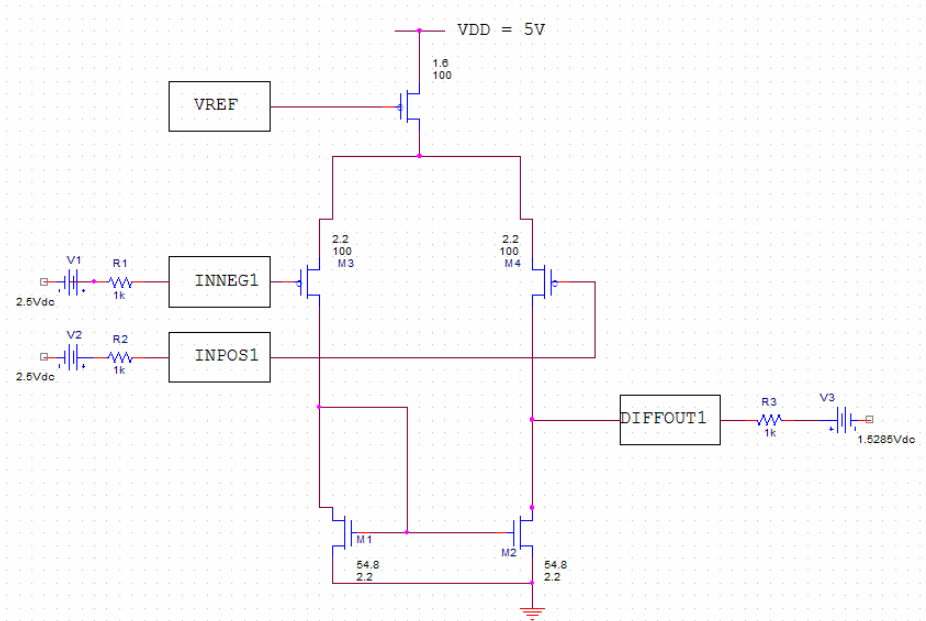 VDD = 5V
1.6
100
VREF
2.2
100
M3
2.2
100
M4
V1
R1
INNEG1
2.5Vdc
1k
V2
R2
INPOS1
2.5Vdc
1k
DIFFOUT1
R3
1k
V3
1.5285Vdc
M1
54.8
2.2
M2
54.8
2.2